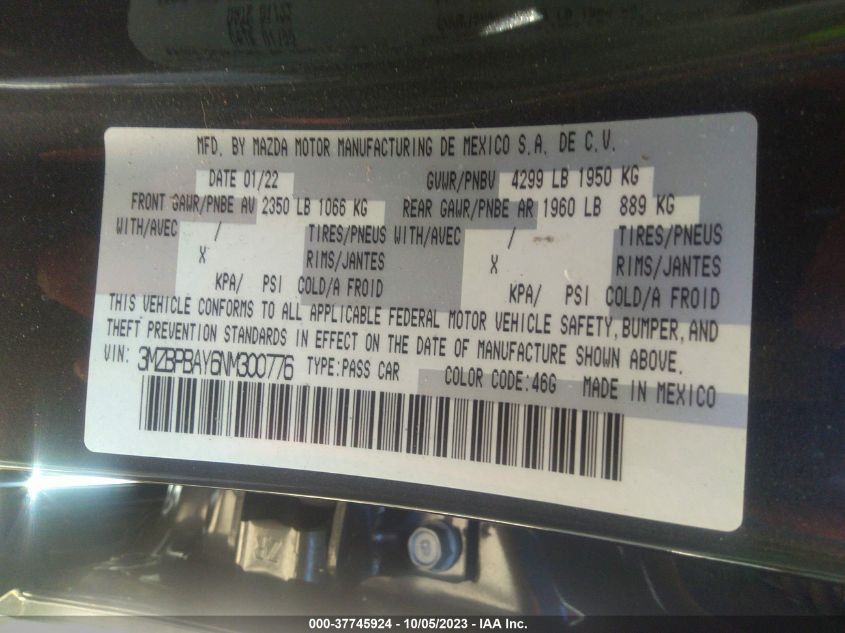 MFD. BY MAZDA MOTOR MANUFACTURING DE MEXICO S.A. DE C.V.
DATE 01/22 GVWR/PNBV 4299 LB 1950 KG
FRONT GAWR/PNBE AV 2350 LB 1066 KG REAR GAWR/PNBE AR 1960 LB 889 KG
WITH/AVEC / TIRES/PNEUS WITH/AVEC / TIRES/PNEUS
X RIMS/JANTES X RIMS/JANTES
KPA/ PSI COLD/A FROID KPA/ PSI COLD/A FROID
THIS VEHICLE CONFORMS TO ALL APPLICABLE FEDERAL MOTOR VEHICLE SAFETY, BUMPER, AND
THEFT PREVENTION STANDARDS IN EFFECT ON THE DATE OF MANUFACTURE SHOWN ABOVE.
VIN: 3MZBPBAY6NM300776 TYPE:PASS CAR COLOR CODE:46G MADE IN MEXICO
000-37745924 - 10/05/2023 - IAA Inc.